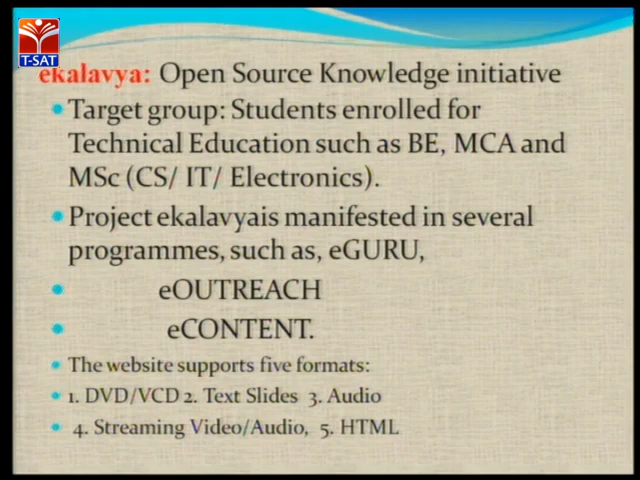 T-SAT
ekalavya: Open Source Knowledge initiative
Target group: Students enrolled for
Technical Education such as BE, MCA and
MSc (CS/ IT/ Electronics).
Project ekalavyais manifested in several
programmes, such as, eGURU,
eOUTREACH
eCONTENT.
The website supports five formats:
1. DVD/VCD 2. Text Slides 3. Audio
4. Streaming Video/Audio, 5. HTML